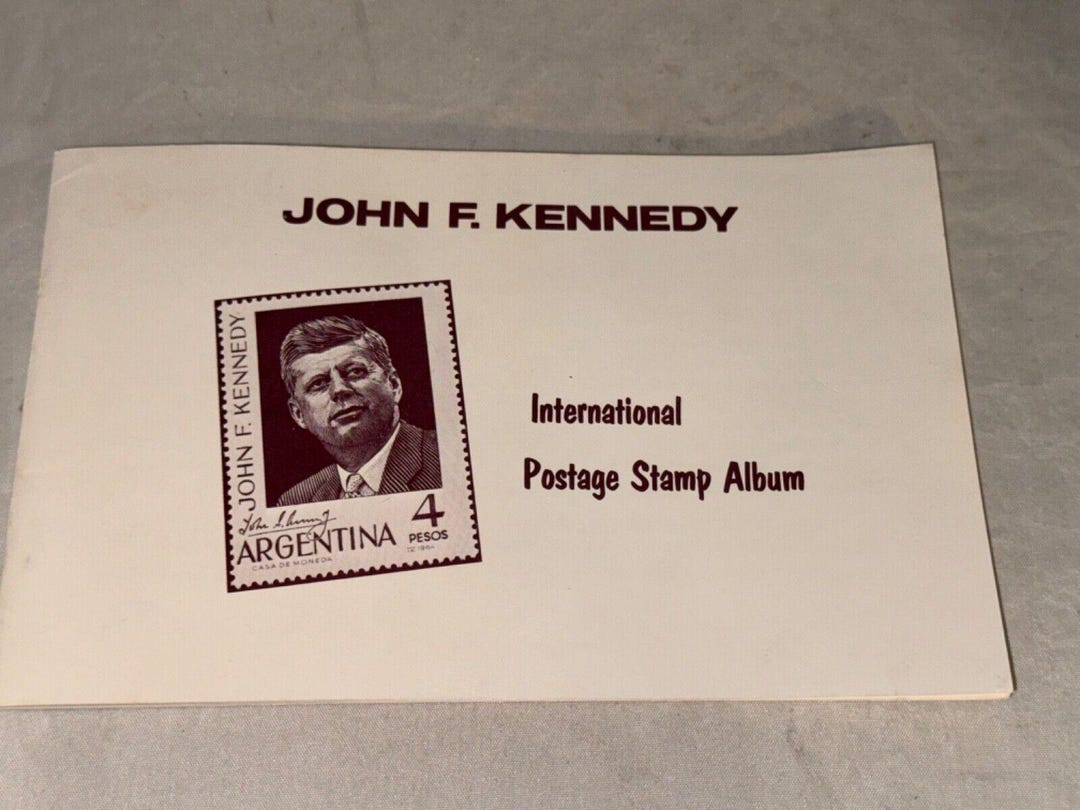 JOHN F. KENNEDY
JOHN F. KENNEDY
ARGENTINA
4
PESOS
CASA DE MONEDA
International
Postage Stamp Album